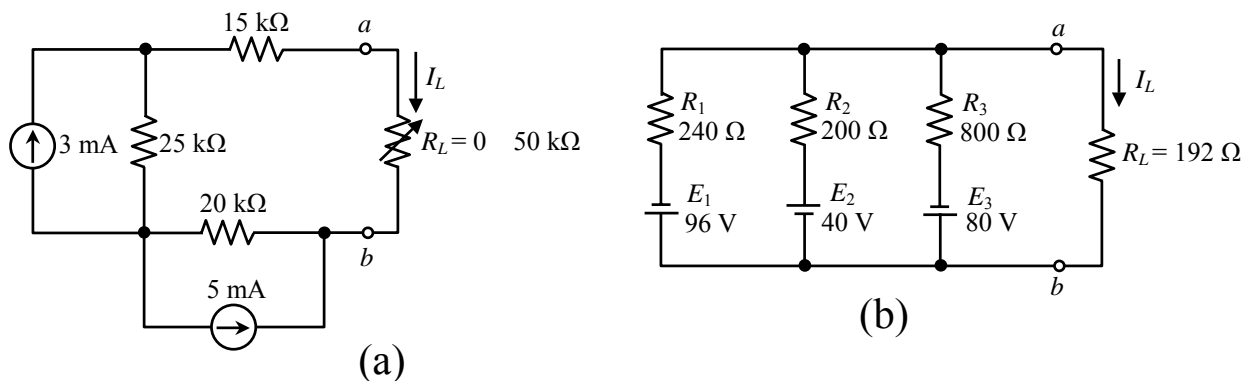 15 kΩ
a
I_L
3 mA
25 kΩ
R_L = 0 50 kΩ
20 kΩ
b
5 mA
(a)
a
I_L
R_1
240 Ω
R_2
200 Ω
R_3
800 Ω
R_L = 192 Ω
E_1
96 V
E_2
40 V
E_3
80 V
b
(b)